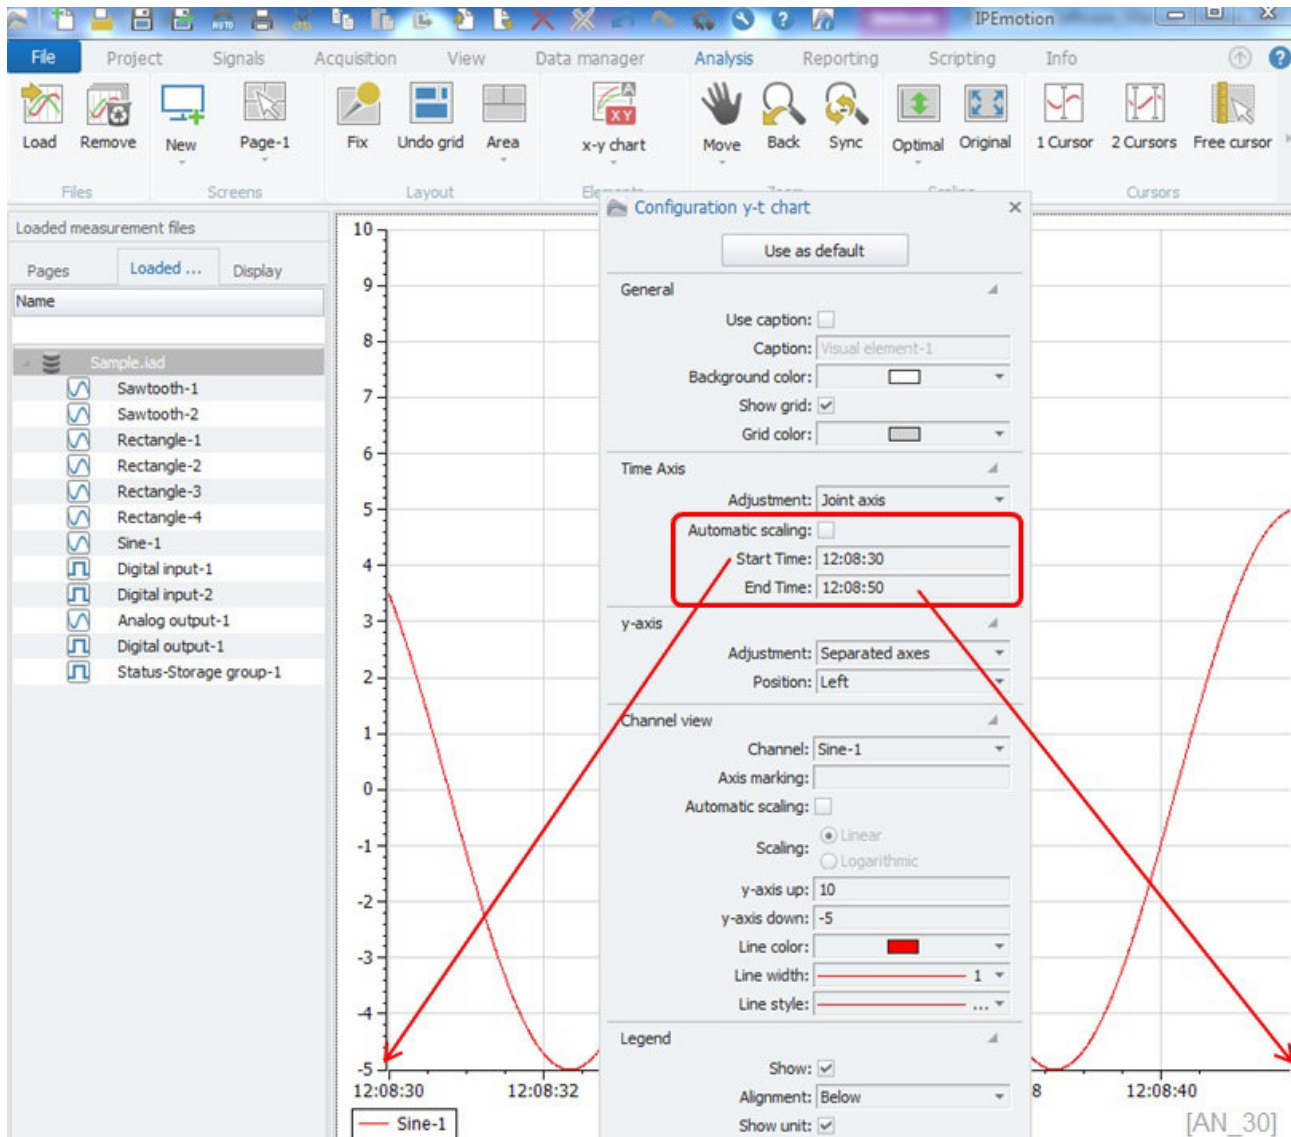 IPEmotion
AUTO
File Project Signals Acquisition View Data manager Analysis Reporting Scripting Info
A
XY
Load Remove New Page-1 Fix Undo grid Area x-y chart Move Back Sync Optimal Original 1 Cursor 2 Cursors Free cursor
Files Screens Layout Cursors
Configuration y-t chart
Use as default
Loaded measurement files
Pages Loaded ... Display
Name
Sample.iad
Sawtooth-1
Sawtooth-2
Rectangle-1
Rectangle-2
Rectangle-3
Rectangle-4
Sine-1
Digital input-1
Digital input-2
Analog output-1
Digital output-1
Status-Storage group-1
10
9
8
7
6
5
4
3
2
1
0
-1
-2
-3
-4
-5
12:08:30 12:08:32 8 12:08:40
Sine-1
General
Use caption:
Caption: Visual element-1
Background color:
Show grid:
Grid color:
Time Axis
Adjustment: Joint axis
Automatic scaling:
Start Time: 12:08:30
End Time: 12:08:50
y-axis
Adjustment: Separated axes
Position: Left
Channel view
Channel: Sine-1
Axis marking:
Automatic scaling:
Scaling: Linear
Logarithmic
y-axis up: 10
y-axis down: -5
Line color:
Line width: 1
Line style: ...
Legend
Show:
Alignment: Below
Show unit:
[AN_30]